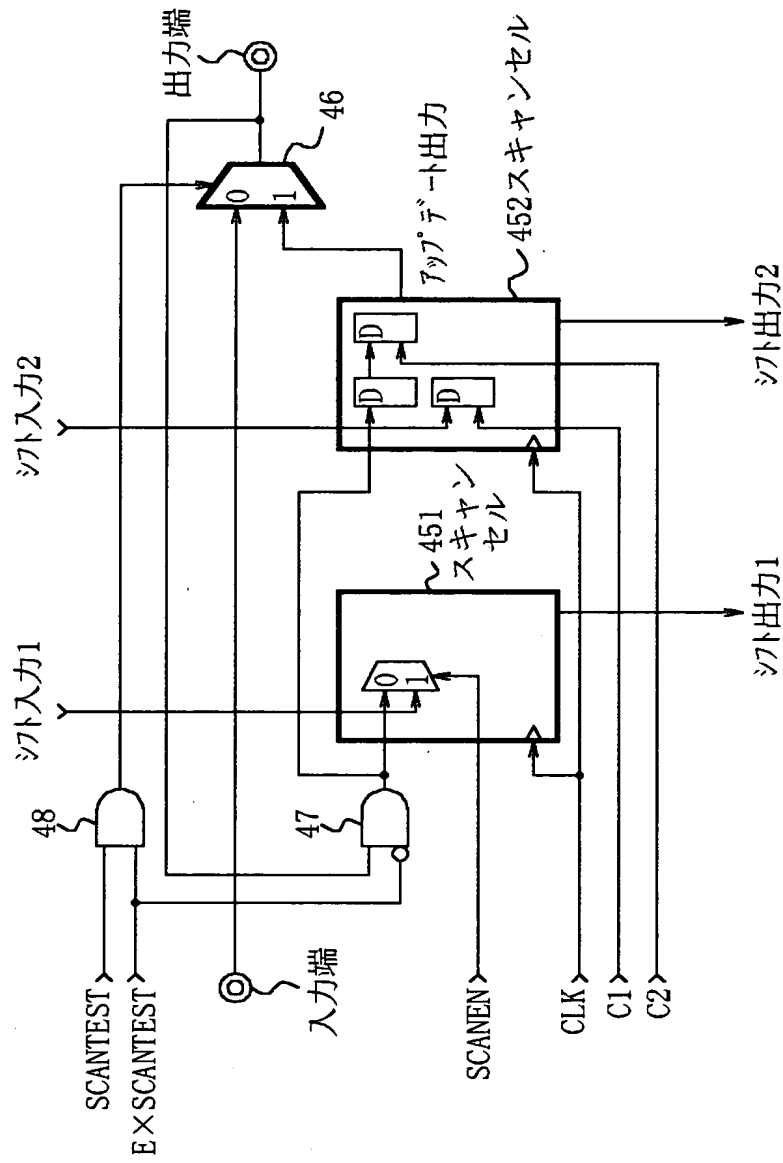 SCANTEST
E×SCANTEST
48
シフト入力1
シフト入力2
出力端
46
0
1
入力端
47
451
スキャン
セル
0
1
アップデート出力
D
D
D
452スキャンセル
SCANEN
CLK
C1
C2
シフト出力1
シフト出力2